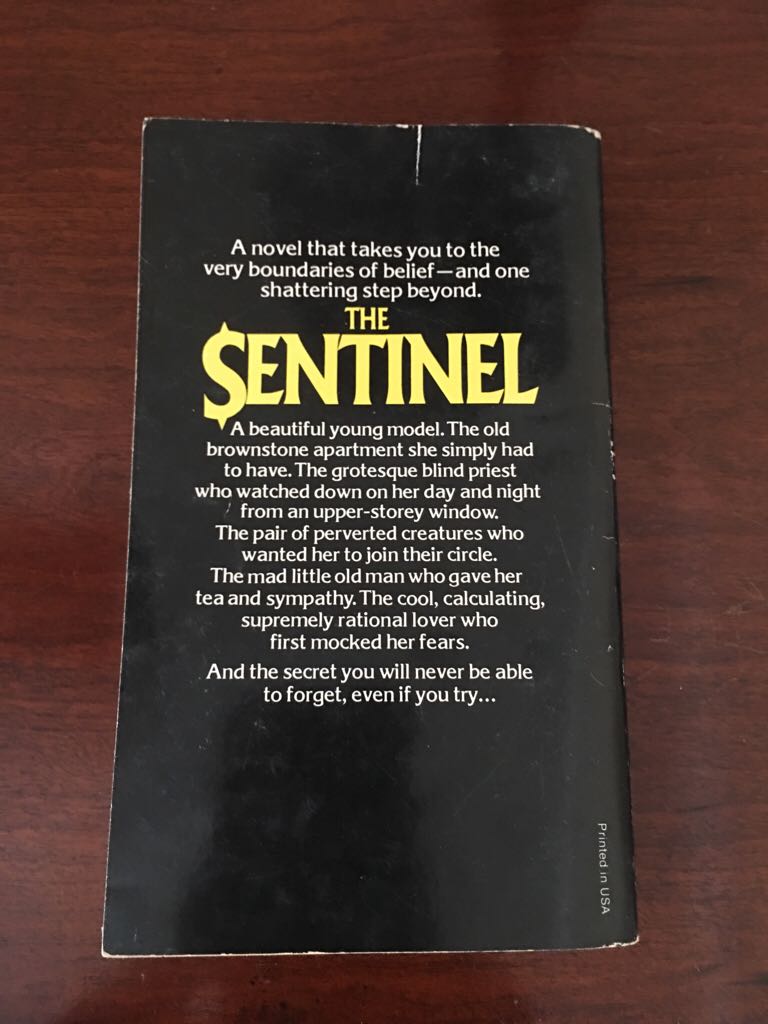 A novel that takes you to the
very boundaries of belief—and one
shattering step beyond.
THE
SENTINEL
A beautiful young model. The old
brownstone apartment she simply had
to have. The grotesque blind priest
who watched down on her day and night
from an upper-storey window.
The pair of perverted creatures who
wanted her to join their circle.
The mad little old man who gave her
tea and sympathy. The cool, calculating,
supremely rational lover who
first mocked her fears.
And the secret you will never be able
to forget, even if you try...
Printed in USA